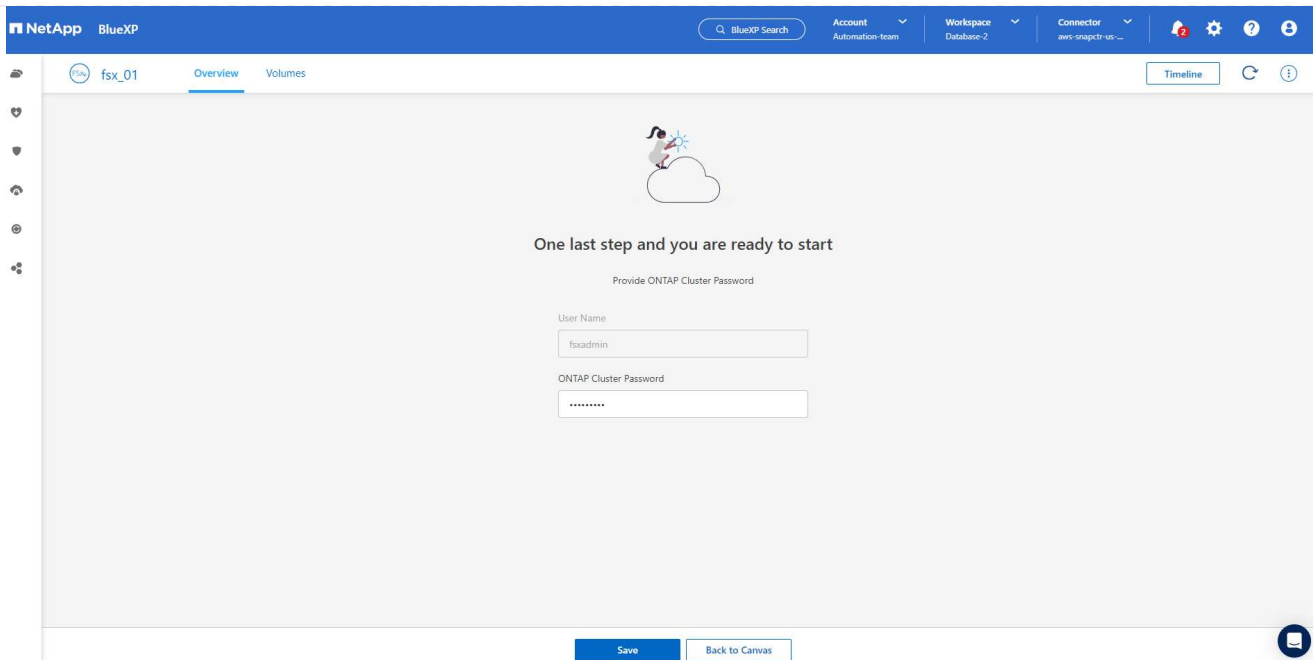 NetApp BlueXP
BlueXP Search
Account
Automation-team
Workspace
Database-2
Connector
aws-snapctr-us-...
2
fsx_01
Overview
Volumes
Timeline
One last step and you are ready to start
Provide ONTAP Cluster Password
User Name
fsxadmin
ONTAP Cluster Password
•••••••••
Save
Back to Canvas